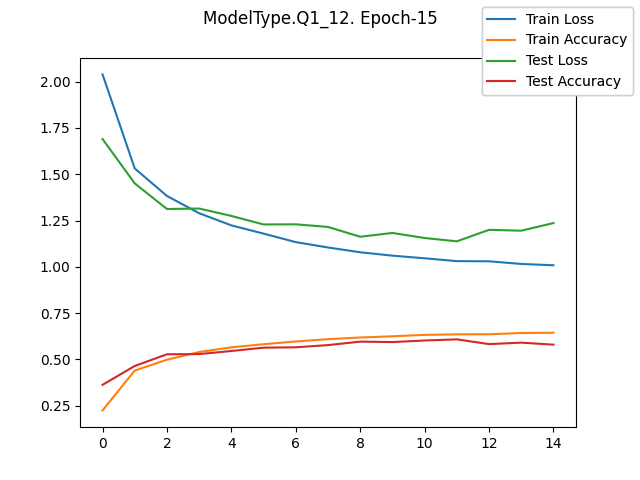 ModelType.Q1_12. Epoch-15
Train Loss
Train Accuracy
Test Loss
Test Accuracy
2.00
1.75
1.50
1.25
1.00
0.75
0.50
0.25
0 2 4 6 8 10 12 14